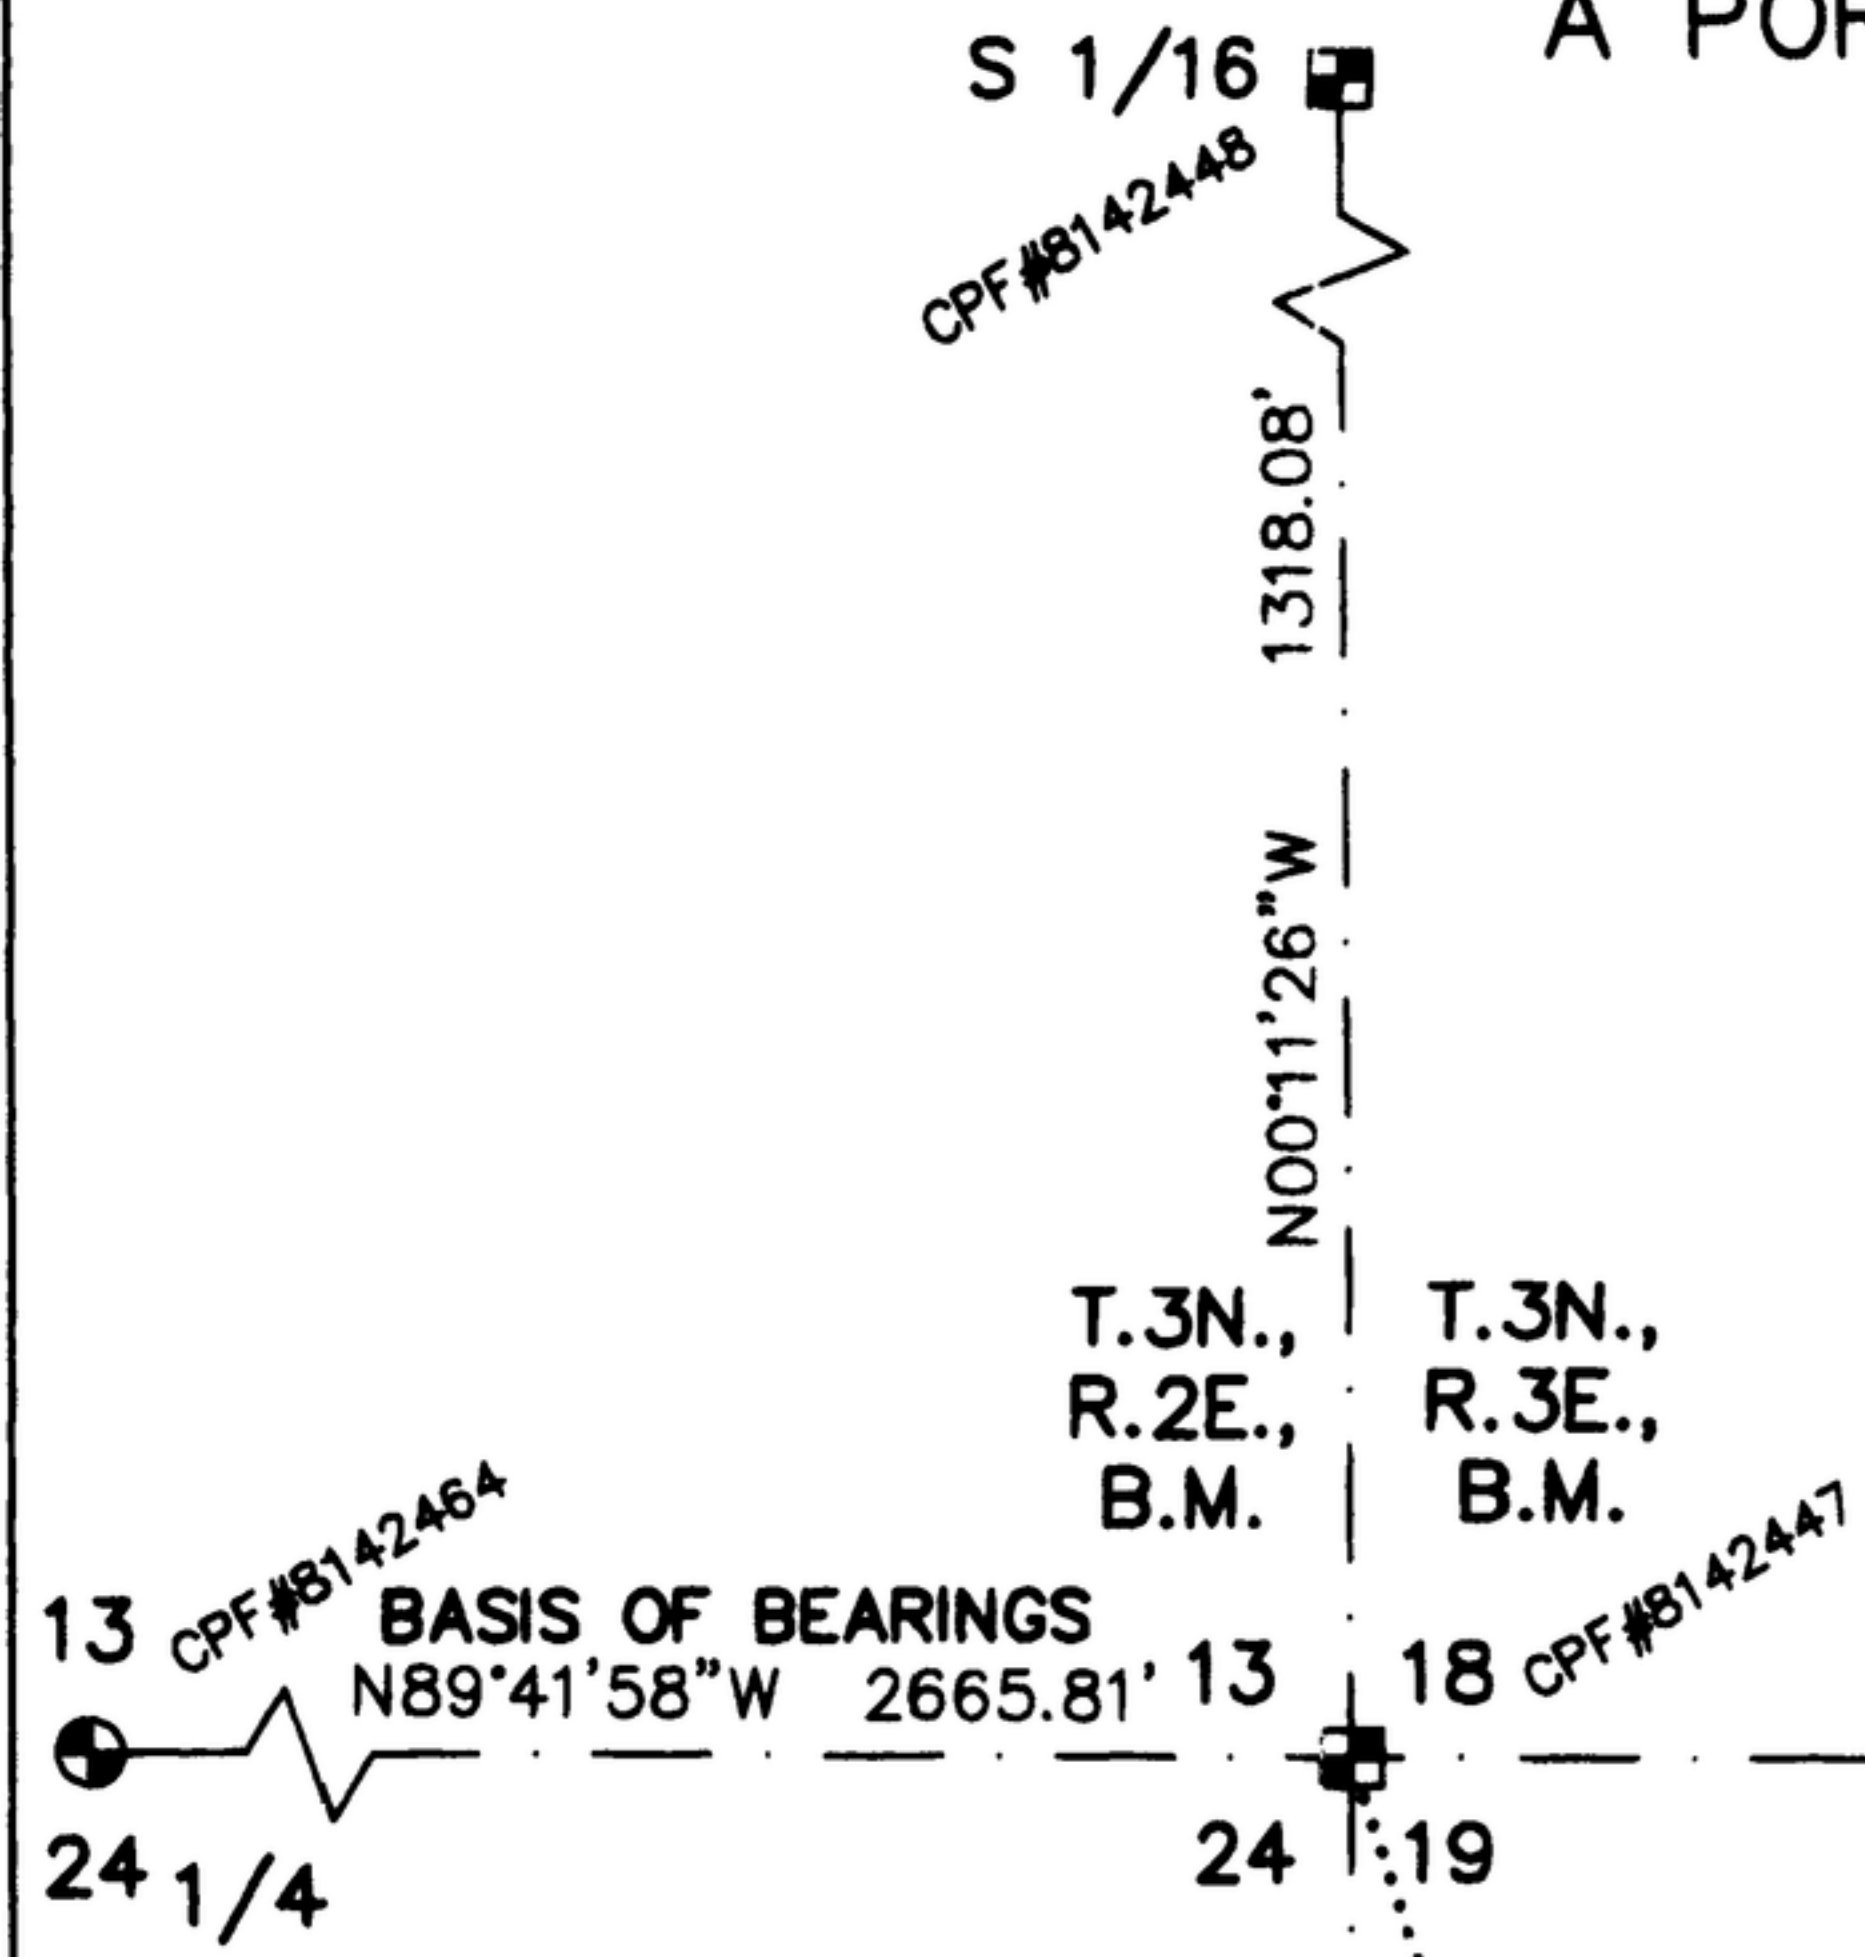 A POR
S 1/16
CPF#8142448
1318.08'
N00°11'26"W
T.3N., T.3N.,
R.2E., R.3E.,
B.M. B.M.
CPF#8142464
CPF#8142447
13 BASIS OF BEARINGS
N89°41'58"W 2665.81' 13 18
24 1/4
24 19